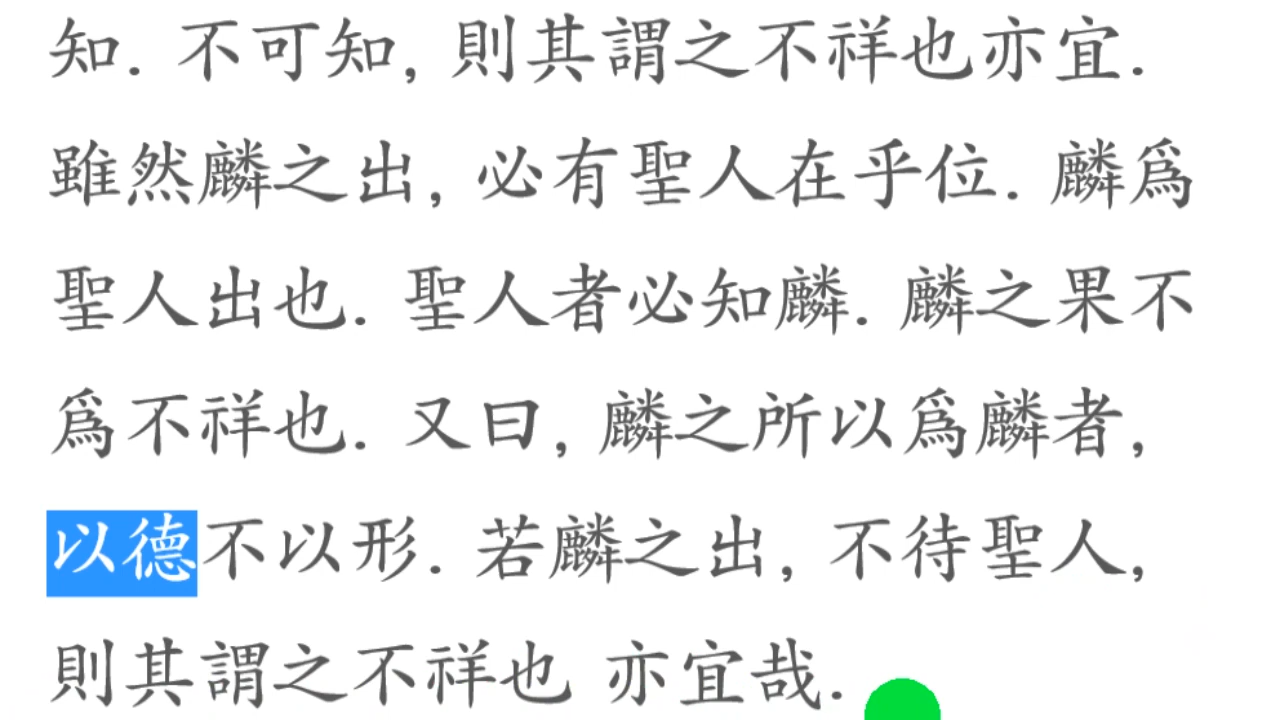 知. 不可知, 則其謂之不祥也亦宜.
雖然麟之出, 必有聖人在乎位. 麟爲
聖人出也. 聖人者必知麟. 麟之果不
爲不祥也. 又曰, 麟之所以爲麟者,
以德不以形. 若麟之出, 不待聖人,
則其謂之不祥也 亦宜哉.